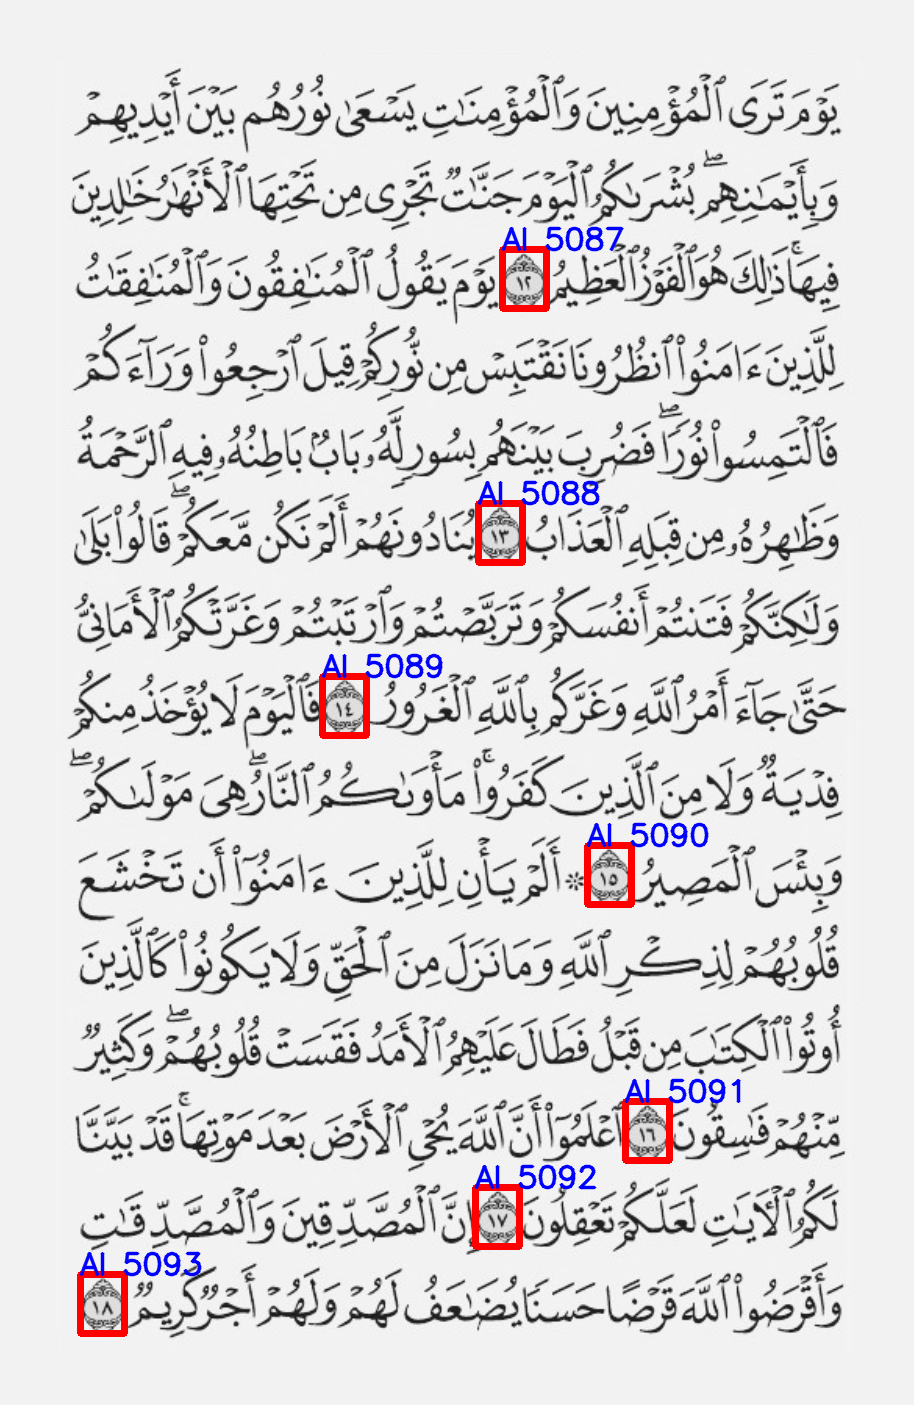 يَوْمَ تَرَى ٱلْمُؤْمِنِينَ وَٱلْمُؤْمِنَٰتِ يَسْعَىٰ نُورُهُم بَيْنَ أَيْدِيهِمْ
وَبِأَيْمَٰنِهِمۖ بُشْرَىٰكُمُ ٱلْيَوْمَ جَنَّٰتٌ تَجْرِى مِن تَحْتِهَا ٱلْأَنْهَٰرُ خَٰلِدِينَ
AI 5087
فِيهَاۚ ذَٰلِكَ هُوَ ٱلْفَوْزُ ٱلْعَظِيمُ ١٢ يَوْمَ يَقُولُ ٱلْمُنَٰفِقُونَ وَٱلْمُنَٰفِقَٰتُ
لِلَّذِينَ ءَامَنُوا۟ ٱنظُرُونَا نَقْتَبِسْ مِن نُّورِكُمْ قِيلَ ٱرْجِعُوا۟ وَرَآءَكُمْ
فَٱلْتَمِسُوا۟ نُورًاۖ فَضُرِبَ بَيْنَهُم بِسُورٍ لَّهُۥ بَابٌۢ بَاطِنُهُۥ فِيهِ ٱلرَّحْمَةُ
AI 5088
وَظَٰهِرُهُۥ مِن قِبَلِهِ ٱلْعَذَابُ ١٣ يُنَادُونَهُمْ أَلَمْ نَكُن مَّعَكُمْۖ قَالُوا۟ بَلَىٰ
وَلَٰكِنَّكُمْ فَتَنتُمْ أَنفُسَكُمْ وَتَرَبَّصْتُمْ وَٱرْتَبْتُمْ وَغَرَّتْكُمُ ٱلْأَمَانِىُّ
AI 5089
حَتَّىٰ جَآءَ أَمْرُ ٱللَّهِ وَغَرَّكُم بِٱللَّهِ ٱلْغَرُورُ ١٤ فَٱلْيَوْمَ لَا يُؤْخَذُ مِنكُمْ
فِدْيَةٌ وَلَا مِنَ ٱلَّذِينَ كَفَرُوا۟ۚ مَأْوَىٰكُمُ ٱلنَّارُۖ هِىَ مَوْلَىٰكُمْۖ
AI 5090
وَبِئْسَ ٱلْمَصِيرُ ١٥ ۞ أَلَمْ يَأْنِ لِلَّذِينَ ءَامَنُوٓا۟ أَن تَخْشَعَ
قُلُوبُهُمْ لِذِكْرِ ٱللَّهِ وَمَا نَزَلَ مِنَ ٱلْحَقِّ وَلَا يَكُونُوا۟ كَٱلَّذِينَ
أُوتُوا۟ ٱلْكِتَٰبَ مِن قَبْلُ فَطَالَ عَلَيْهِمُ ٱلْأَمَدُ فَقَسَتْ قُلُوبُهُمْۖ وَكَثِيرٌ
AI 5091
مِّنْهُمْ فَٰسِقُونَ ١٦ ٱعْلَمُوٓا۟ أَنَّ ٱللَّهَ يُحْىِ ٱلْأَرْضَ بَعْدَ مَوْتِهَاۚ قَدْ بَيَّنَّا
AI 5092
لَكُمُ ٱلْءَايَٰتِ لَعَلَّكُمْ تَعْقِلُونَ ١٧ إِنَّ ٱلْمُصَّدِّقِينَ وَٱلْمُصَّدِّقَٰتِ
AI 5093
وَأَقْرَضُوا۟ ٱللَّهَ قَرْضًا حَسَنًا يُضَٰعَفُ لَهُمْ وَلَهُمْ أَجْرٌ كَرِيمٌ ١٨